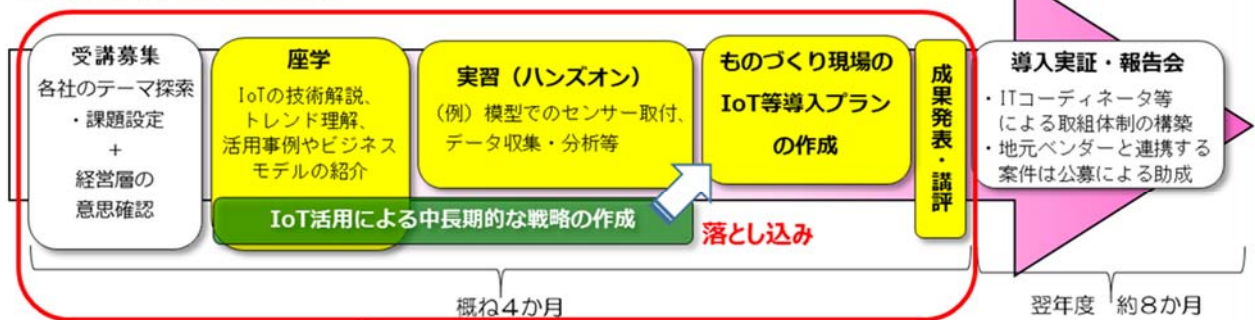 受講募集
各社のテーマ探索
・課題設定
+
経営層の
意思確認
座学
IoTの技術解説、
トレンド理解、
活用事例やビジネス
モデルの紹介
実習（ハンズオン）
（例）模型でのセンサー取付、
データ収集・分析等
IoT活用による中長期的な戦略の作成
落とし込み
ものづくり現場の
IoT等導入プラン
の作成
成果発表・講評
導入実証・報告会
・ITコーディネータ等
による取組体制の構築
・地元ベンダーと連携する
案件は公募による助成
概ね4か月
翌年度 約8か月